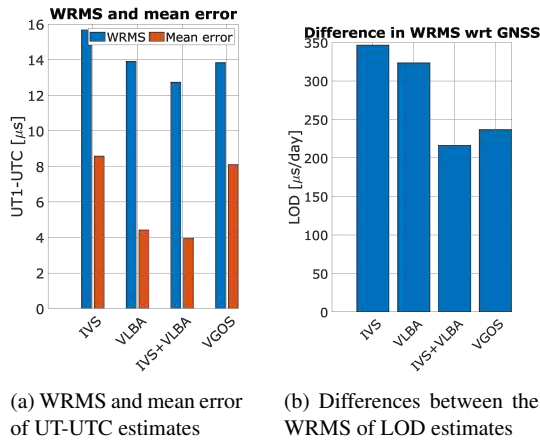 WRMS and mean error
WRMS
Mean error
UT1-UTC [μs]
16
14
12
10
8
6
4
2
0
IVS
VLBA
IVS+VLBA
VGOS
(a) WRMS and mean error
of UT-UTC estimates
Difference in WRMS wrt GNSS
LOD [μs/day]
350
300
250
200
150
100
50
0
IVS
VLBA
IVS+VLBA
VGOS
(b) Differences between the
WRMS of LOD estimates